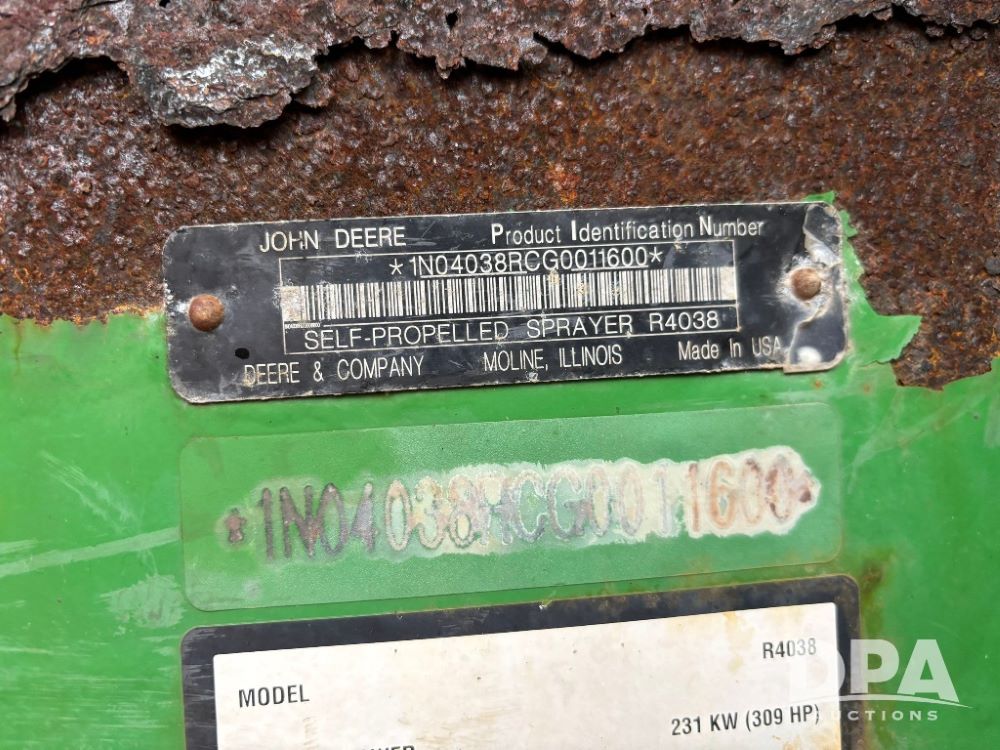 JOHN DEERE Product Identification Number
*1N04038RCG0011600*
SELF-PROPELLED SPRAYER R4038
DEERE & COMPANY MOLINE, ILLINOIS Made In USA
*1N04038RCG0011600*
R4038
MODEL
231 KW (309 HP)
DPA
AUCTIONS